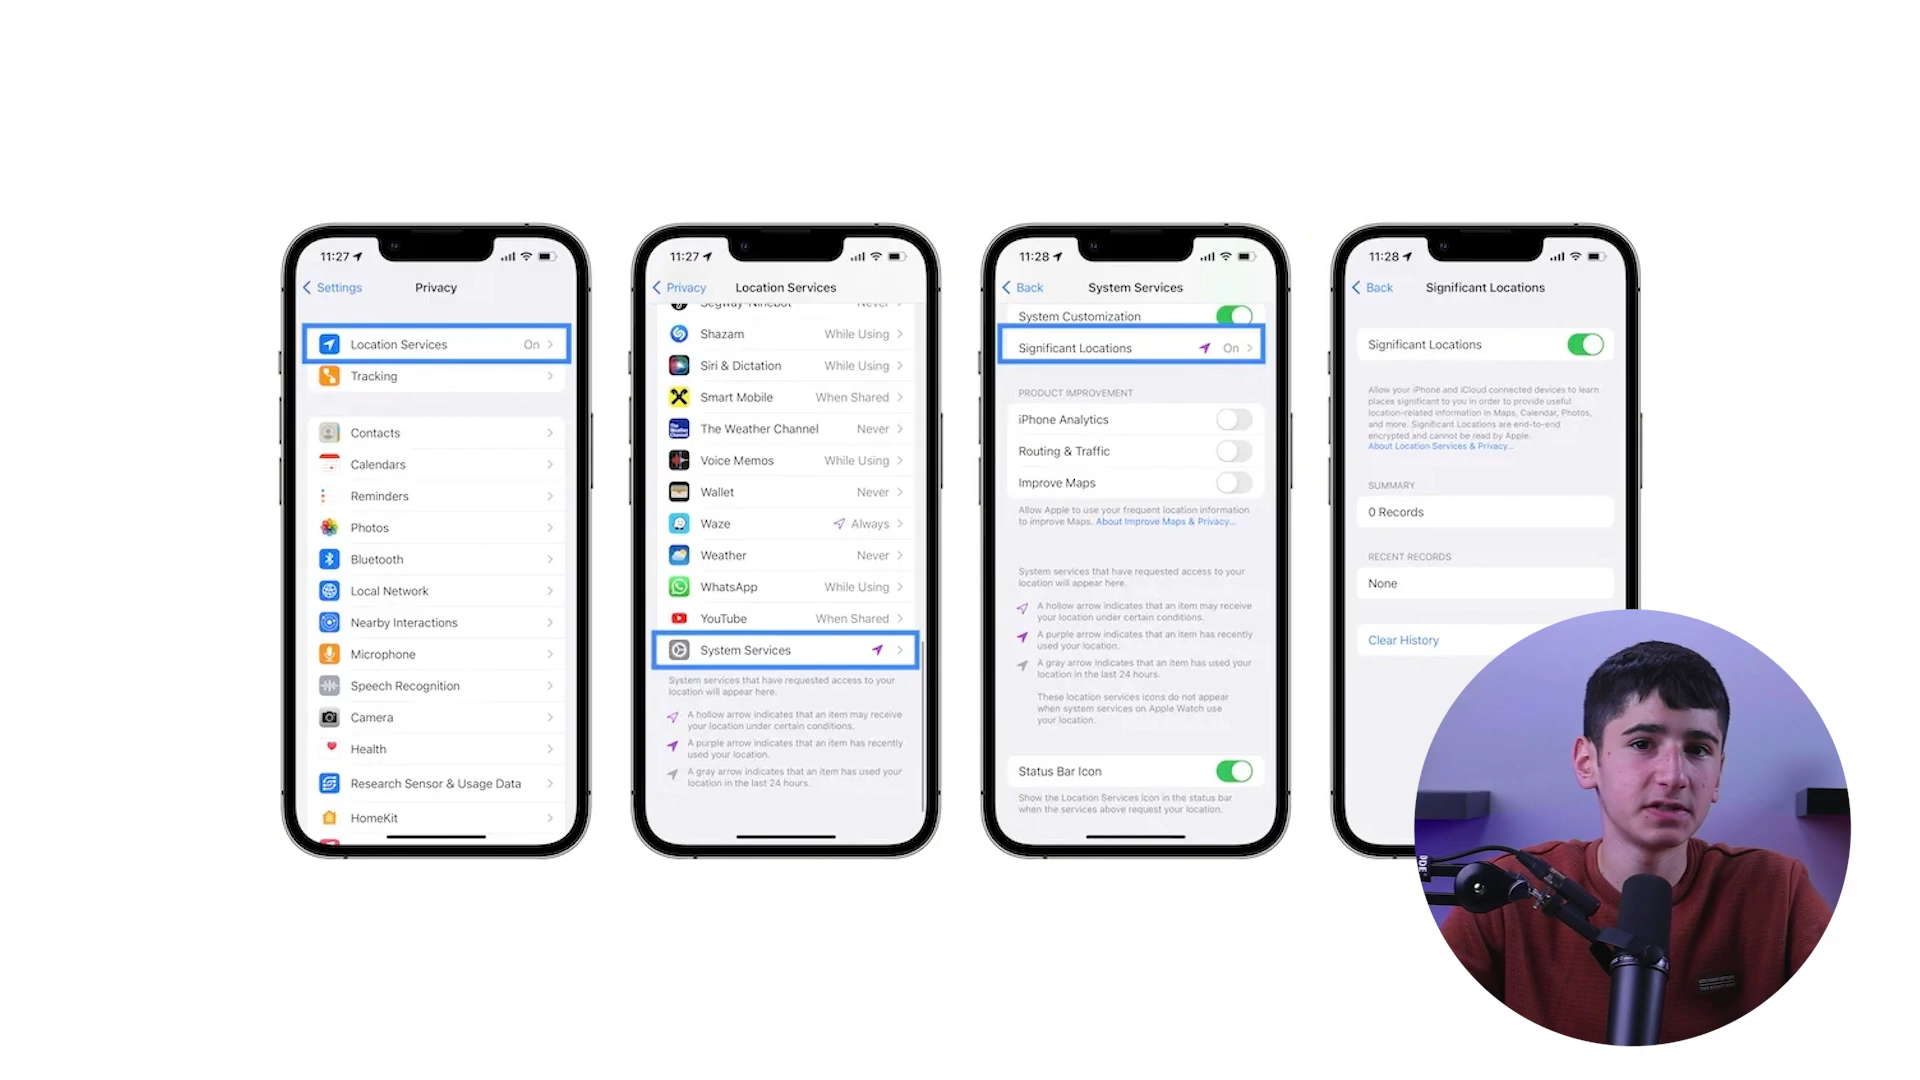 11:27
Settings
Privacy
Location Services
On
Tracking
Contacts
Calendars
Reminders
Photos
Bluetooth
Local Network
Nearby Interactions
Microphone
Speech Recognition
Camera
Health
Research Sensor & Usage Data
HomeKit
11:27
Privacy
Location Services
Segway-Ninebot Never
Shazam While Using
Siri & Dictation While Using
Smart Mobile When Shared
The Weather Channel Never
Voice Memos While Using
Wallet Never
Waze Always
Weather Never
WhatsApp While Using
YouTube When Shared
System Services
System services that have requested access to your
location will appear here.
A hollow arrow indicates that an item may receive
your location under certain conditions.
A purple arrow indicates that an item has recently
used your location.
A gray arrow indicates that an item has used your
location in the last 24 hours.
11:28
Back
System Services
System Customization
Significant Locations On
PRODUCT IMPROVEMENT
iPhone Analytics
Routing & Traffic
Improve Maps
Allow Apple to use your frequent location information
to improve Maps. About Improve Maps & Privacy...
System services that have requested access to your
location will appear here.
A hollow arrow indicates that an item may receive
your location under certain conditions.
A purple arrow indicates that an item has recently
used your location.
A gray arrow indicates that an item has used your
location in the last 24 hours.
These location services icons do not appear
when system services on Apple Watch use
your location.
Status Bar Icon
Show the Location Services icon in the status bar
when the services above request your location.
11:28
Back
Significant Locations
Significant Locations
Allow your iPhone and iCloud connected devices to learn
places significant to you in order to provide useful
location-related information in Maps, Calendar, Photos,
and more. Significant Locations are end-to-end
encrypted and cannot be read by Apple.
About Location Services & Privacy...
SUMMARY
0 Records
RECENT RECORDS
None
Clear History